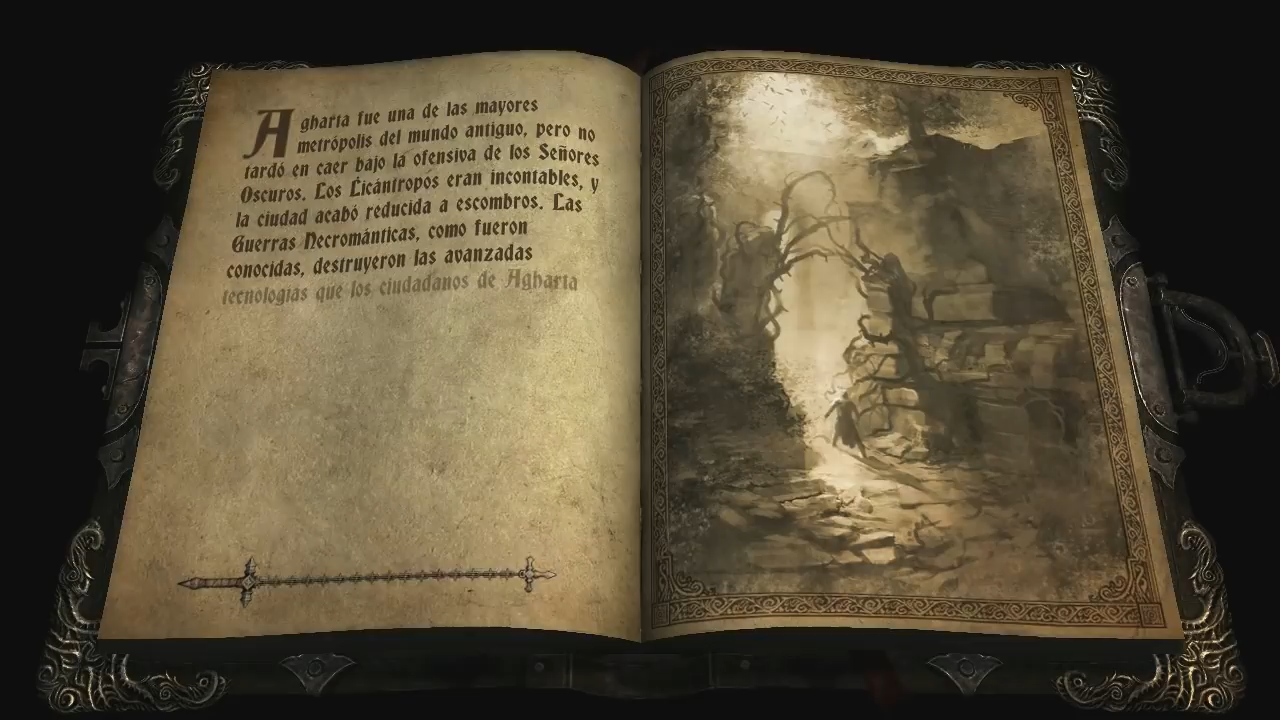 Agharta fue una de las mayores
metrópolis del mundo antiguo, pero no
tardó en caer bajo la ofensiva de los Señores
Oscuros. Los Licántropos eran incontables, y
la ciudad acabó reducida a escombros. Las
Guerras Necrománticas, como fueron
conocidas, destruyeron las avanzadas
tecnologías que los ciudadanos de Agharta